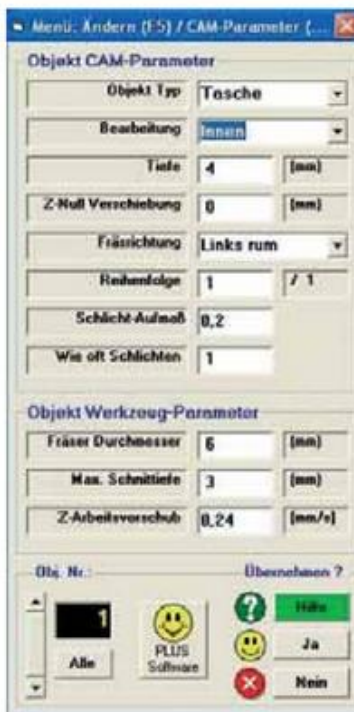 Menü: Ändern (F5) / CAM-Parameter (...
Objekt CAM-Parameter
Objekt Typ Tasche
Bearbeitung Innen
Tiefe 4 (mm)
Z-Null Verschiebung 0 (mm)
Fräsrichtung Links rum
Reihenfolge 1 / 1
Schlicht-Aufmaß 0,2
Wie oft Schlichten 1
Objekt Werkzeug-Parameter
Fräser Durchmesser 6 (mm)
Max. Schnittiefe 3 (mm)
Z-Arbeitsvorschub 0,24 (mm/s)
Obj. Nr.: Übernehmen ?
1 Hilfe
Alle PLUS Software Ja
Nein